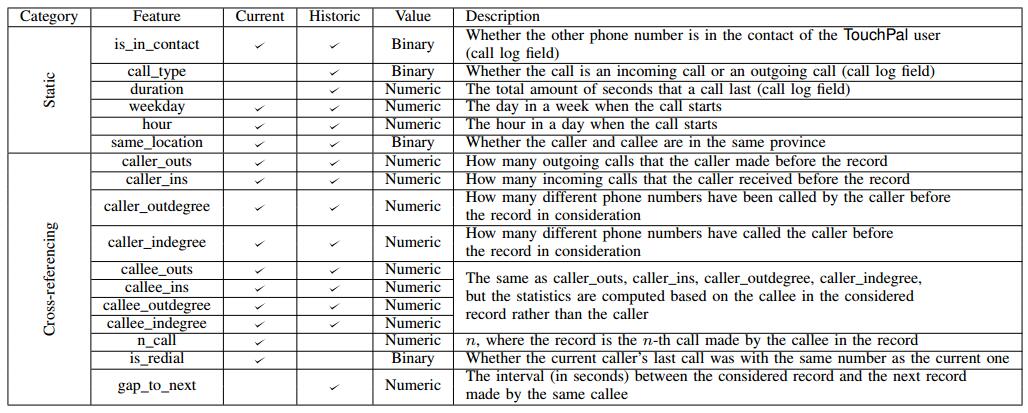 Category Feature Current Historic Value Description
Static
is_in_contact ✓ ✓ Binary Whether the other phone number is in the contact of the TouchPal user
(call log field)
call_type ✓ Binary Whether the call is an incoming call or an outgoing call (call log field)
duration ✓ Numeric The total amount of seconds that a call last (call log field)
weekday ✓ ✓ Numeric The day in a week when the call starts
hour ✓ ✓ Numeric The hour in a day when the call starts
same_location ✓ ✓ Binary Whether the caller and callee are in the same province
Cross-referencing
caller_outs ✓ ✓ Numeric How many outgoing calls that the caller made before the record
caller_ins ✓ ✓ Numeric How many incoming calls that the caller received before the record
caller_outdegree ✓ ✓ Numeric How many different phone numbers have been called by the caller before
the record in consideration
caller_indegree ✓ ✓ Numeric How many different phone numbers have called the caller before
the record in consideration
callee_outs ✓ ✓ Numeric
callee_ins ✓ ✓ Numeric
callee_outdegree ✓ ✓ Numeric
callee_indegree ✓ ✓ Numeric
The same as caller_outs, caller_ins, caller_outdegree, caller_indegree,
but the statistics are computed based on the callee in the considered
record rather than the caller
n_call ✓ Numeric n, where the record is the n-th call made by the callee in the record
is_redial ✓ Binary Whether the current caller's last call was with the same number as the current one
gap_to_next ✓ Numeric The interval (in seconds) between the considered record and the next record
made by the same callee